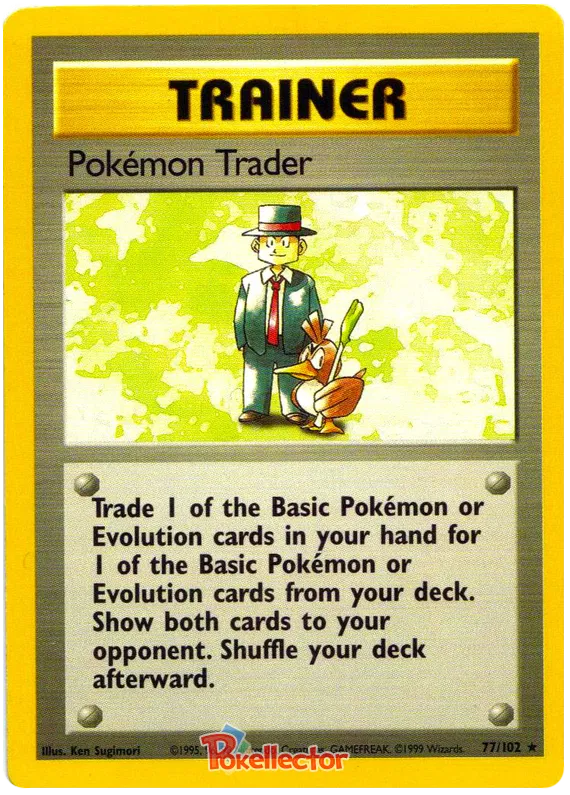 TRAINER
Pokémon Trader
Trade 1 of the Basic Pokémon or
Evolution cards in your hand for
1 of the Basic Pokémon or
Evolution cards from your deck.
Show both cards to your
opponent. Shuffle your deck
afterward.
Illus. Ken Sugimori ©1995, GAMEFREAK, ©1999 Wizards. 77/102 ★
Pokellector